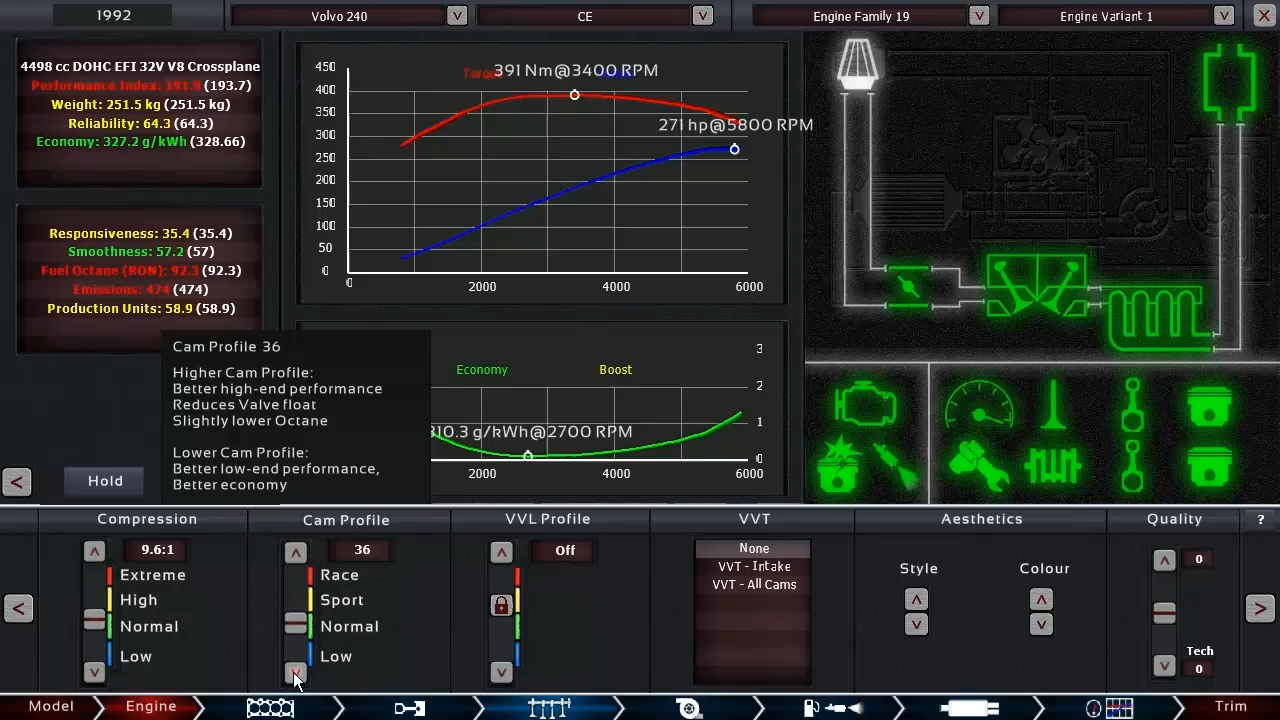 1992
Volvo 240
CE
Engine Family 19
Engine Variant 1
4498 cc DOHC EFI 32V V8 Crossplane
Performance Index: 191.9 (193.7)
Weight: 251.5 kg (251.5 kg)
Reliability: 64.3 (64.3)
Economy: 327.2 g/kWh (328.66)
Responsiveness: 35.4 (35.4)
Smoothness: 57.2 (57)
Fuel Octane (RON): 92.3 (92.3)
Emissions: 474 (474)
Production Units: 58.9 (58.9)
450
400
350
300
250
200
150
100
50
0
0
2000
4000
6000
391 Nm@3400 RPM
271 hp@5800 RPM
Cam Profile 36
Higher Cam Profile:
Better high-end performance
Reduces Valve float
Slightly lower Octane
Lower Cam Profile:
Better low-end performance,
Better economy
Economy
Boost
310.3 g/kWh@2700 RPM
3
2
1
0
2000
4000
6000
<
Hold
Compression
Cam Profile
VVL Profile
VVT
Aesthetics
Quality
?
9.6:1
Extreme
High
Normal
Low
36
Race
Sport
Normal
Low
Off
None
VVT - Intake
VVT - All Cams
Style
Colour
0
Tech
0
<
>
Model
Engine
Trim